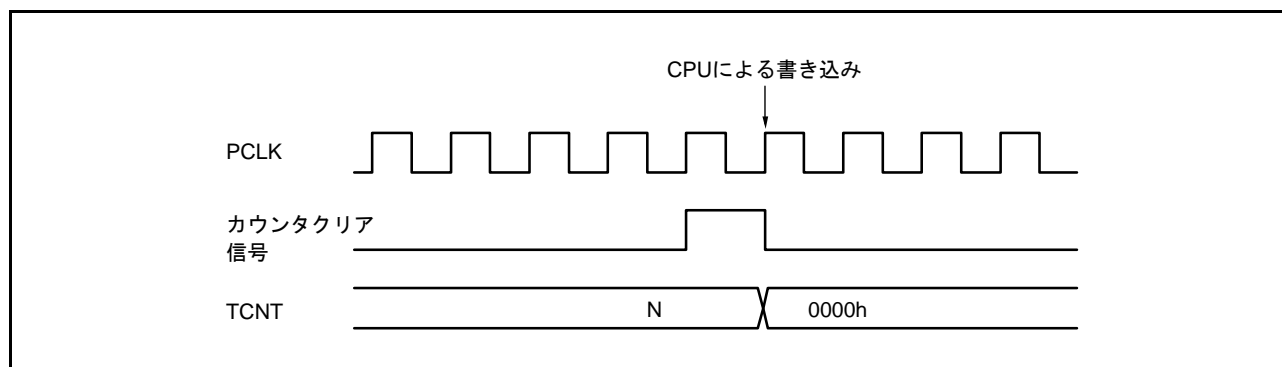 CPUによる書き込み
PCLK
カウンタクリア
信号
TCNT
N
0000h